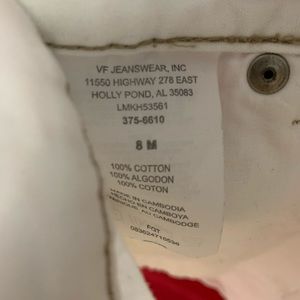 VF JEANSWEAR, INC
11550 HIGHWAY 278 EAST
HOLLY POND, AL 35083
LMKH53561
375-6610
8 M
100% COTTON
100% ALGODON
100% COTON
MADE IN CAMBODIA
HECHO EN CAMBOYA
FABRIQUE AU CAMBODGE